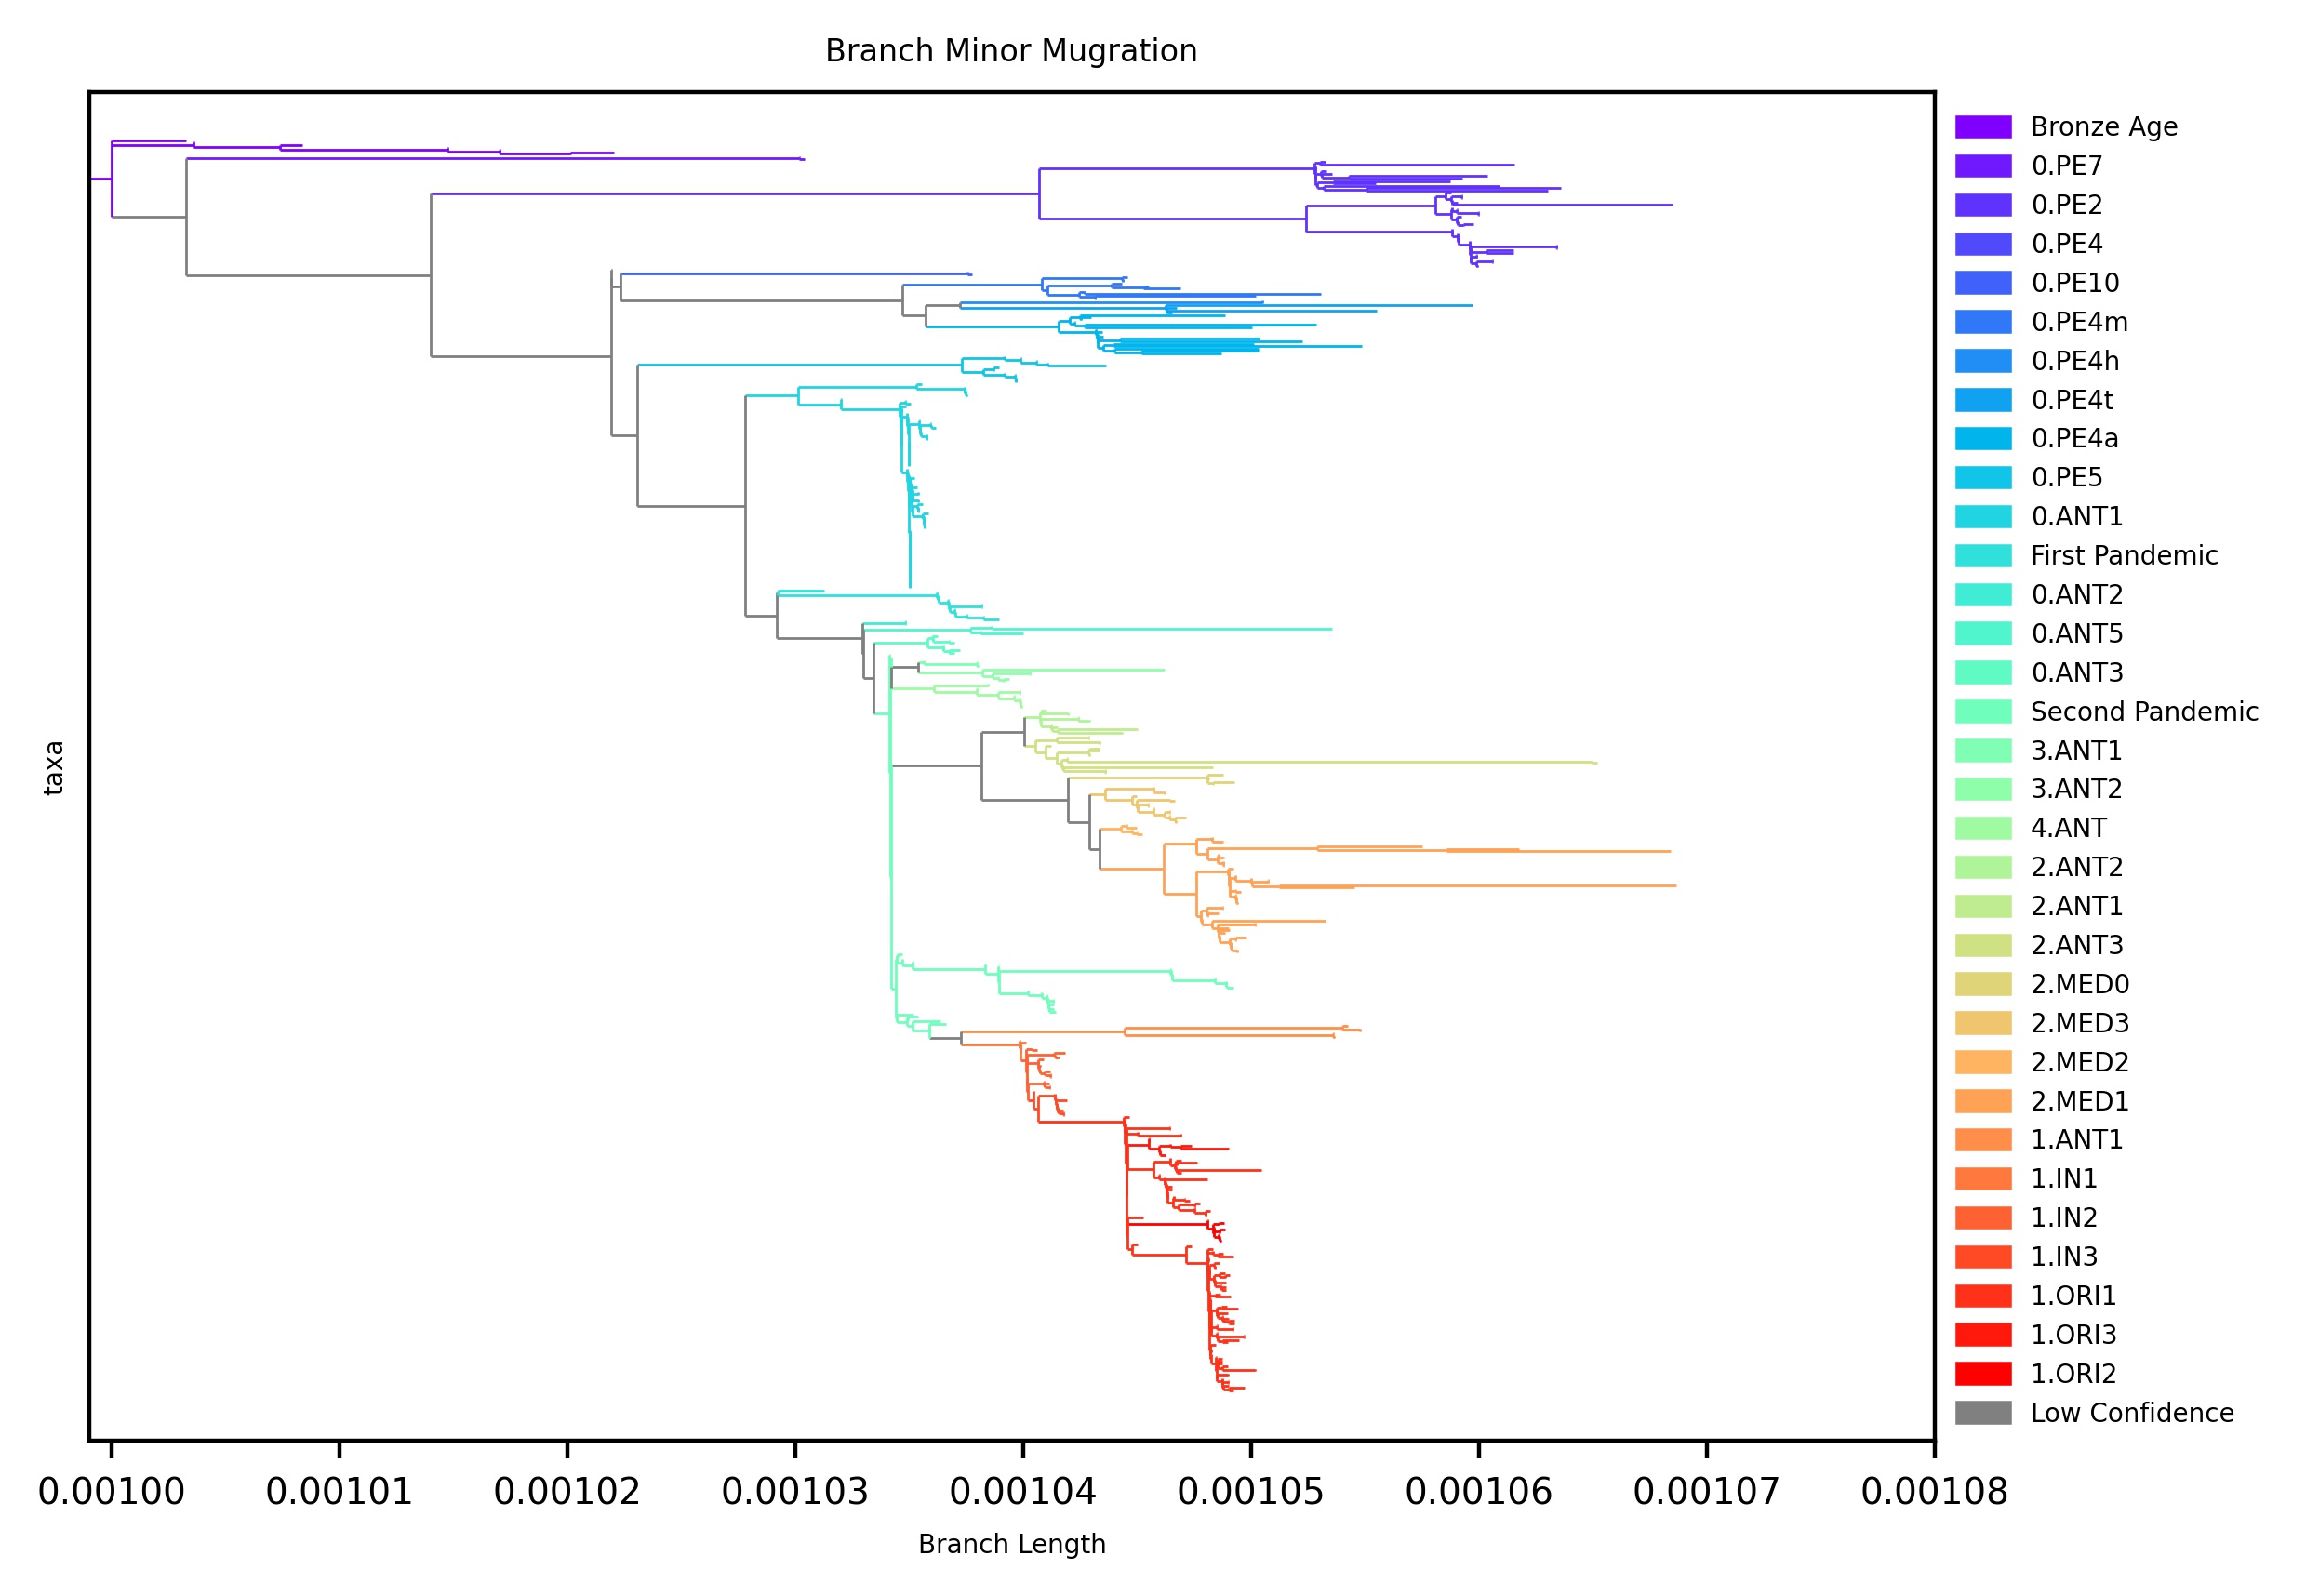 Branch Minor Mugration
taxa
Bronze Age
0.PE7
0.PE2
0.PE4
0.PE10
0.PE4m
0.PE4h
0.PE4t
0.PE4a
0.PE5
0.ANT1
First Pandemic
0.ANT2
0.ANT5
0.ANT3
Second Pandemic
3.ANT1
3.ANT2
4.ANT
2.ANT2
2.ANT1
2.ANT3
2.MED0
2.MED3
2.MED2
2.MED1
1.ANT1
1.IN1
1.IN2
1.IN3
1.ORI1
1.ORI3
1.ORI2
Low Confidence
0.00100 0.00101 0.00102 0.00103 0.00104 0.00105 0.00106 0.00107 0.00108
Branch Length